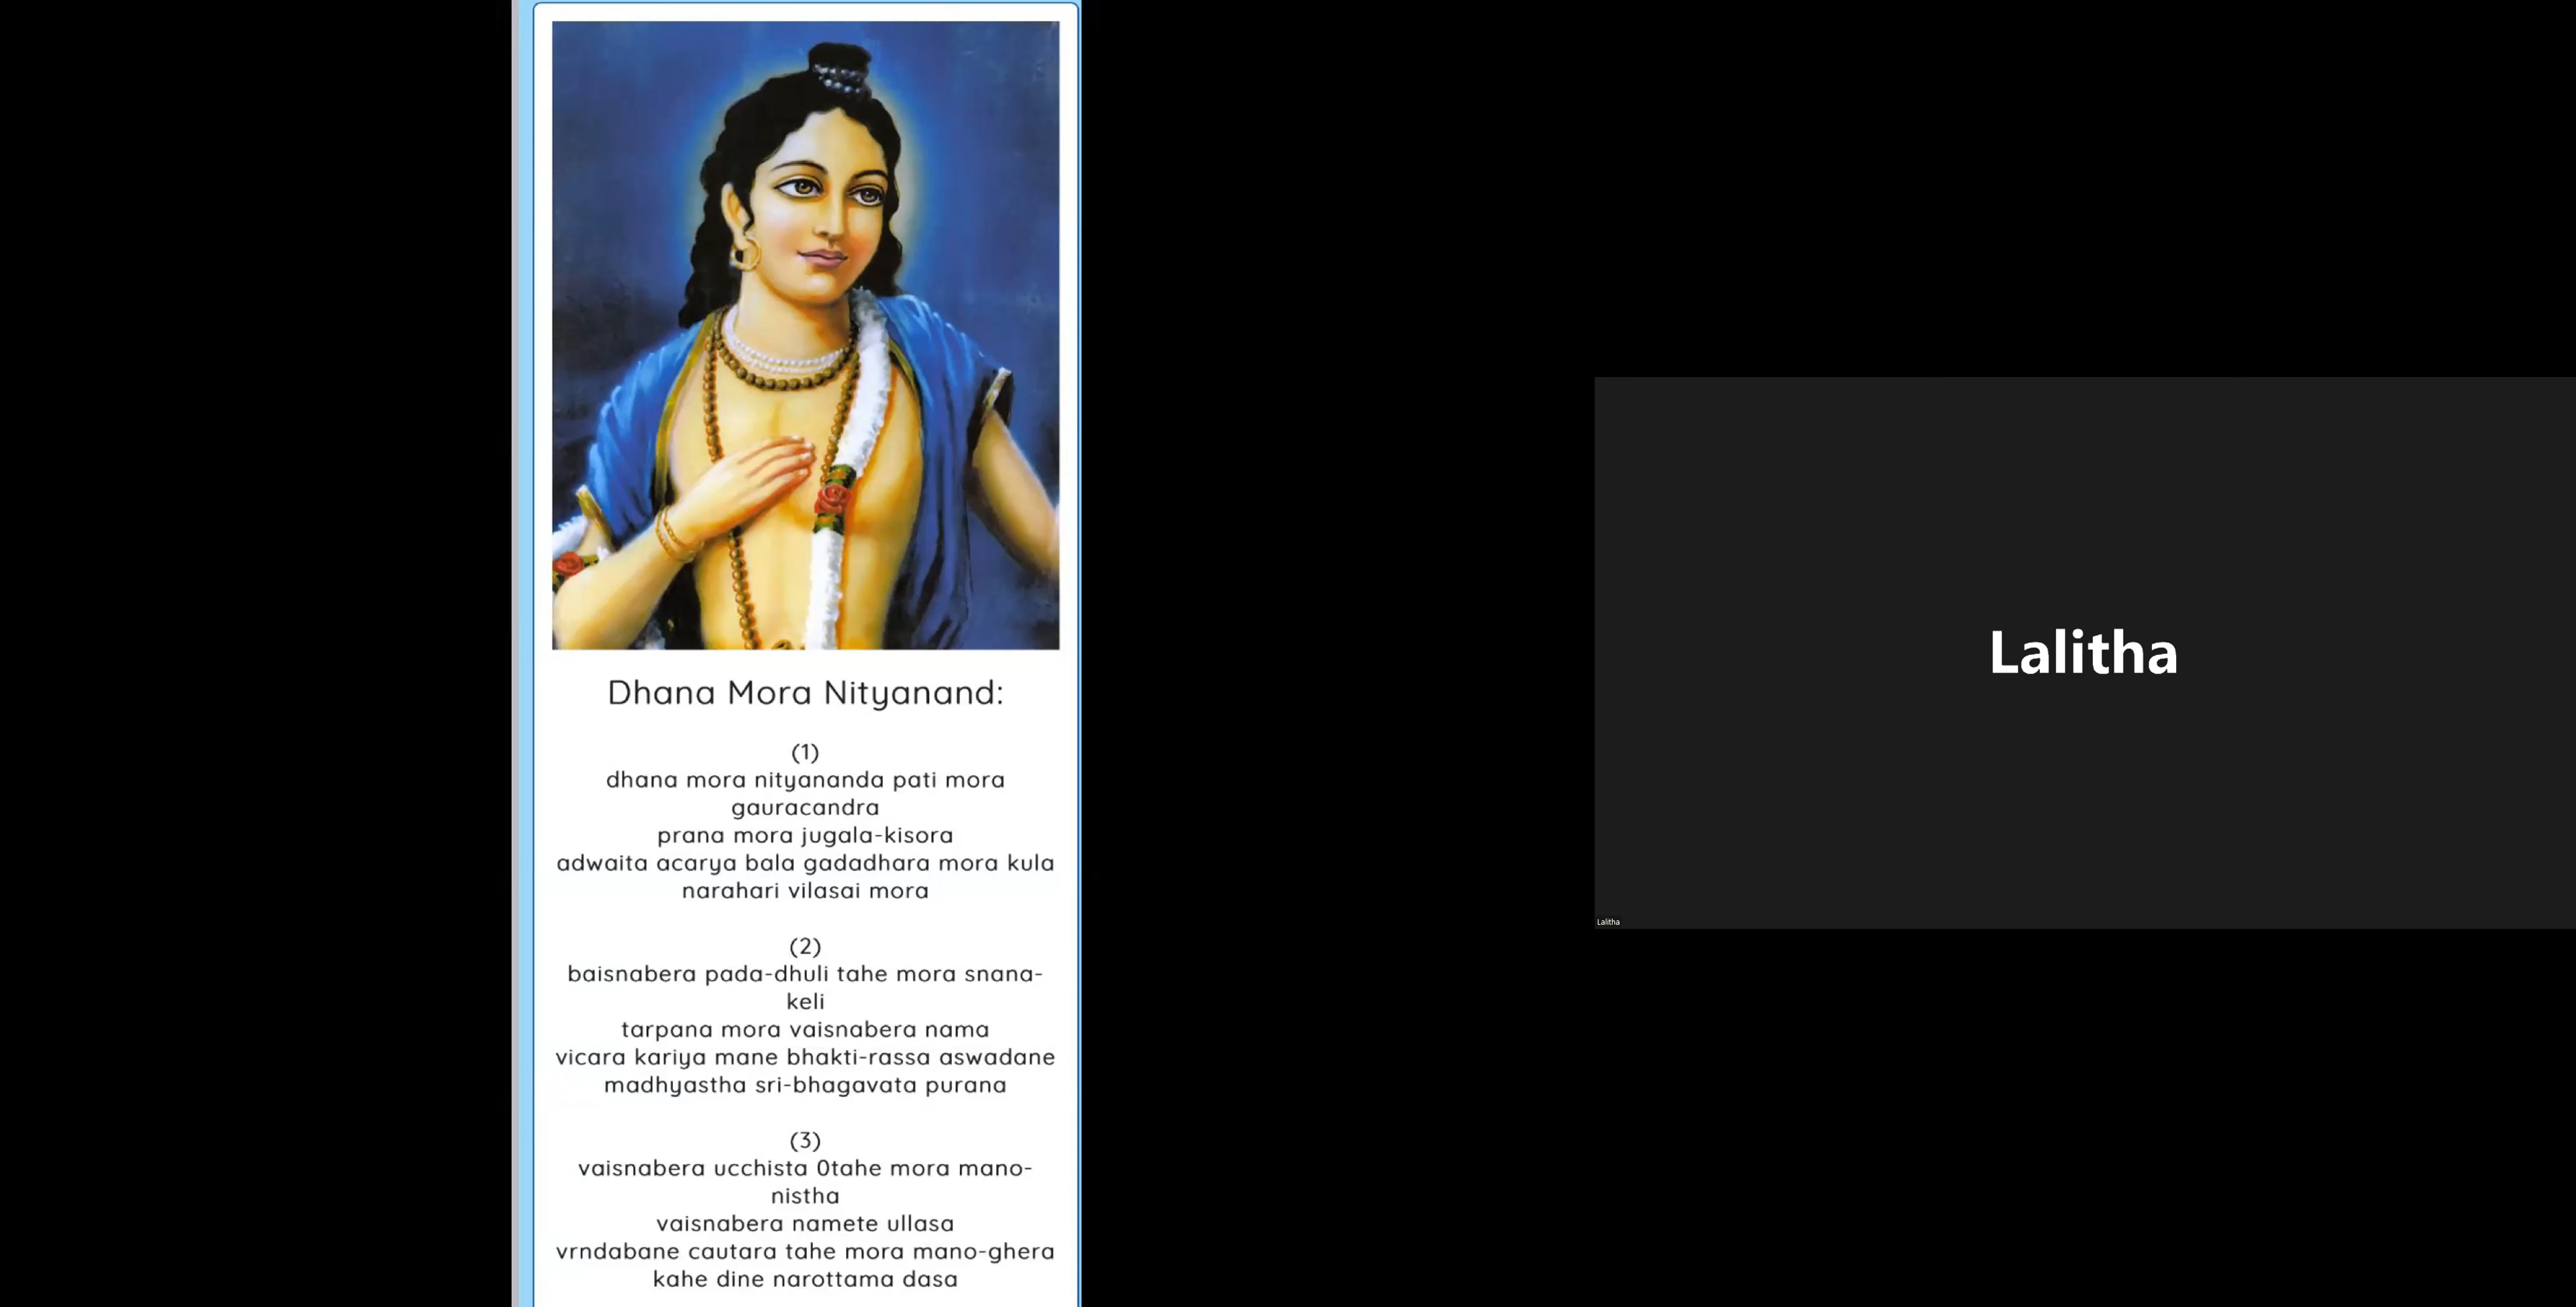 Dhana Mora Nityanand:
(1)
dhana mora nityananda pati mora
gauracandra
prana mora jugala-kisora
adwaita acarya bala gadadhara mora kula
narahari vilasai mora
(2)
baisnabera pada-dhuli tahe mora snana-
keli
tarpana mora vaisnabera nama
vicara kariya mane bhakti-rassa aswadane
madhyastha sri-bhagavata purana
(3)
vaisnabera ucchista 0tahe mora mano-
nistha
vaisnabera namete ullasa
vrndabane cautara tahe mora mano-ghera
kahe dine narottama dasa
Lalitha
Lalitha